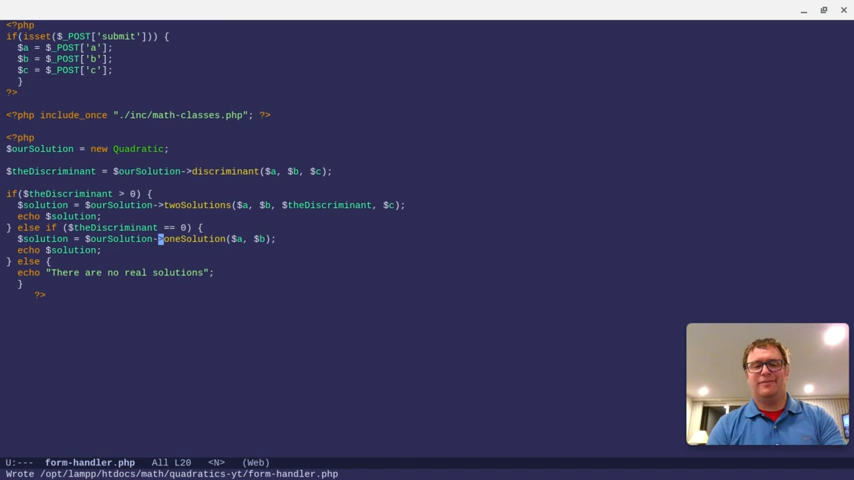 <?php
if(isset($_POST['submit'])) {
$a = $_POST['a'];
$b = $_POST['b'];
$c = $_POST['c'];
}
?>
<?php include_once "./inc/math-classes.php"; ?>
<?php
$ourSolution = new Quadratic;
$theDiscriminant = $ourSolution->discriminant($a, $b, $c);
if($theDiscriminant > 0) {
$solution = $ourSolution->twoSolutions($a, $b, $theDiscriminant, $c);
echo $solution;
} else if ($theDiscriminant == 0) {
$solution = $ourSolution->oneSolution($a, $b);
echo $solution;
} else {
echo "There are no real solutions";
}
?>
U:--- form-handler.php All L20 <N> (Web)
Wrote /opt/lampp/htdocs/math/quadratics-yt/form-handler.php